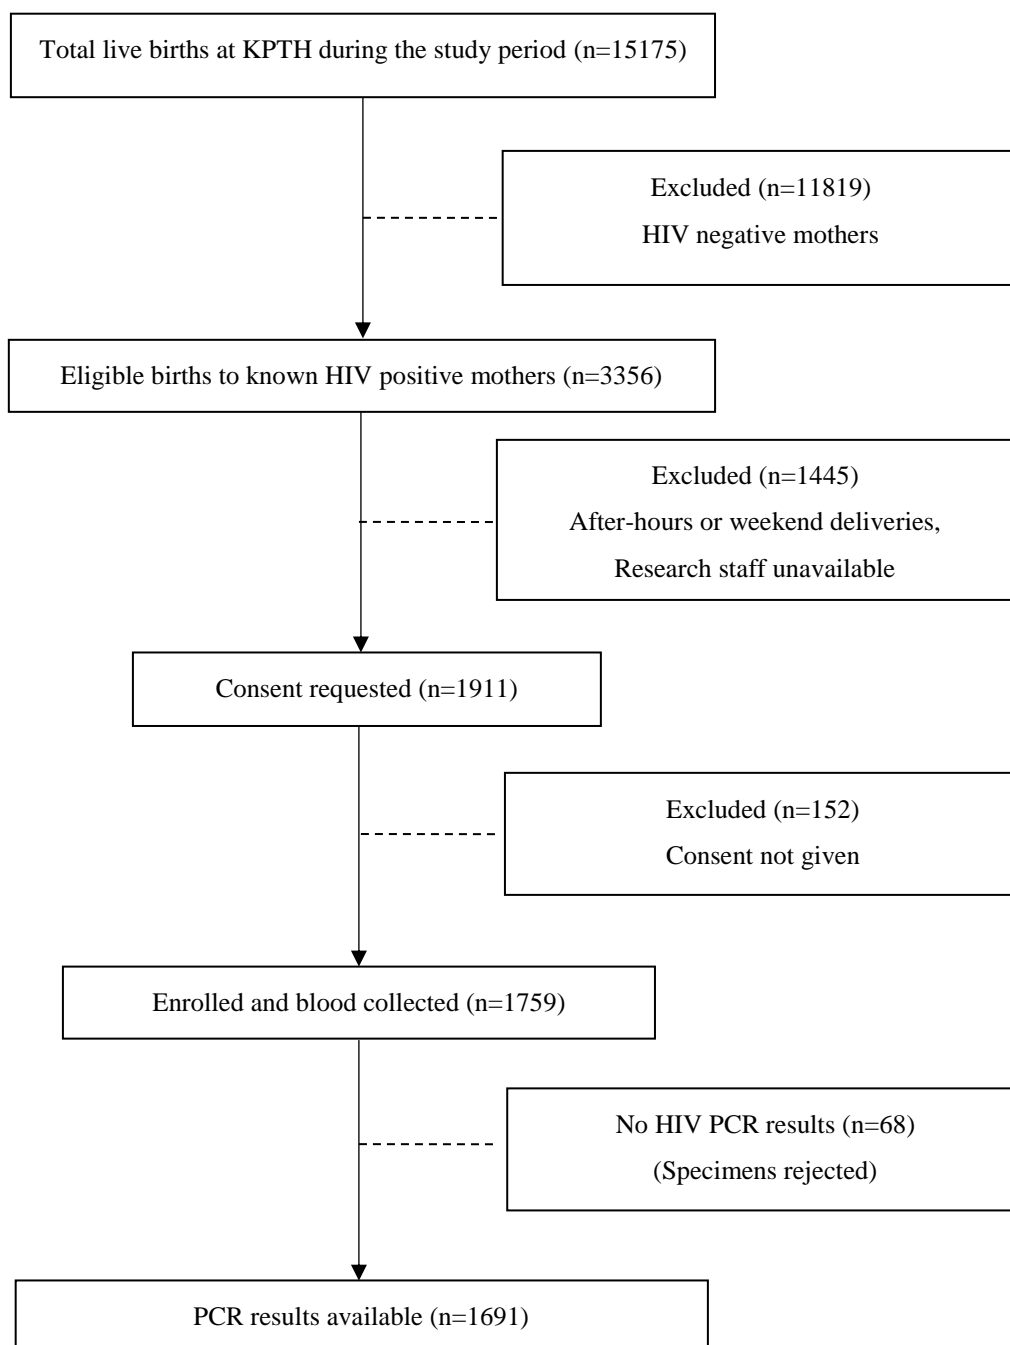 Total live births at KPTH during the study period (n=15175)
Excluded (n=11819)
HIV negative mothers
Eligible births to known HIV positive mothers (n=3356)
Excluded (n=1445)
After-hours or weekend deliveries,
Research staff unavailable
Consent requested (n=1911)
Excluded (n=152)
Consent not given
Enrolled and blood collected (n=1759)
No HIV PCR results (n=68)
(Specimens rejected)
PCR results available (n=1691)